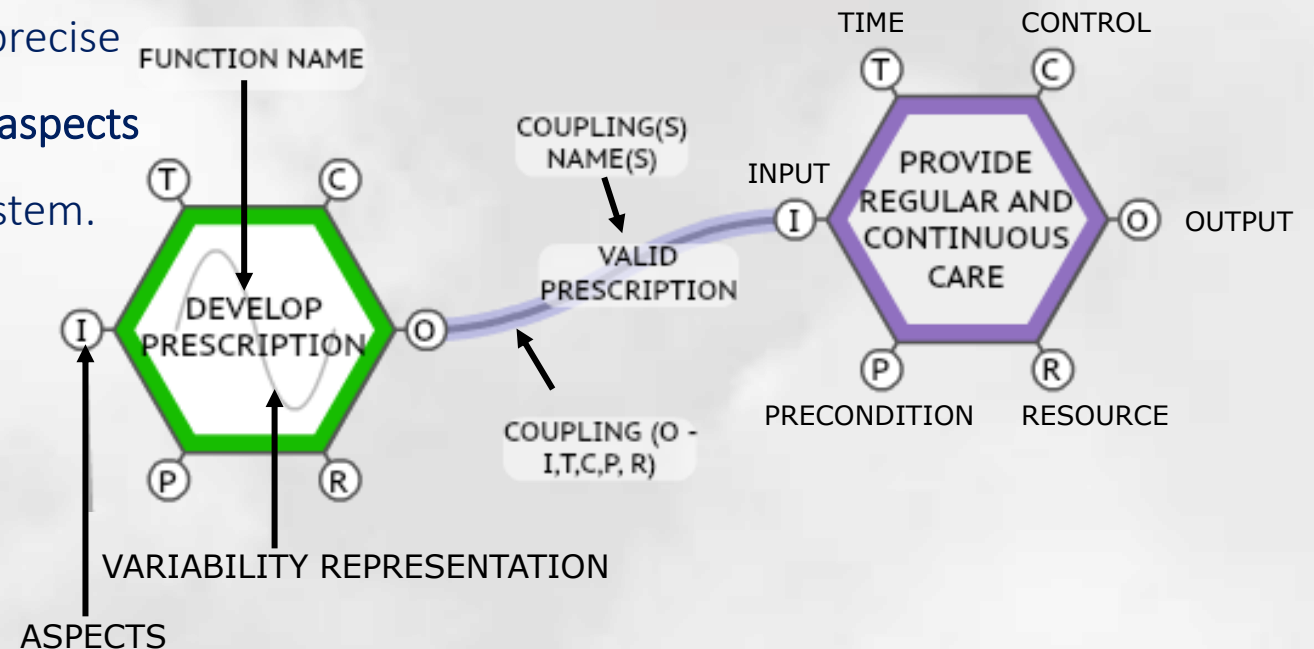 precise
aspects
stem.
FUNCTION NAME
T
C
I
DEVELOP
PRESCRIPTION
O
P
R
VARIABILITY REPRESENTATION
ASPECTS
COUPLING(S)
NAME(S)
VALID
PRESCRIPTION
COUPLING (O -
I,T,C,P, R)
TIME
CONTROL
T
C
INPUT
I
PROVIDE
REGULAR AND
CONTINUOUS
CARE
O
OUTPUT
P
R
PRECONDITION
RESOURCE